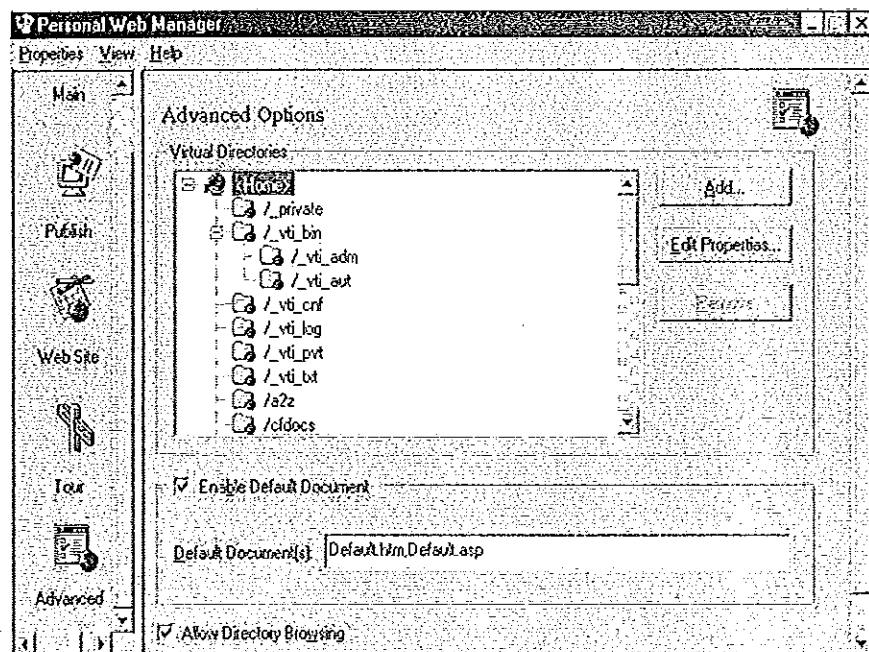 Personal Web Manager
Properties View Help
Main
Publish
Web Site
Tour
Advanced
Advanced Options
Virtual Directories
<Home>
/_private
/_vti_bin
/_vti_adm
/_vti_aut
/_vti_cnf
/_vti_log
/_vti_pvt
/_vti_txt
/a2z
/cfdocs
Add...
Edit Properties...
Remove
Enable Default Document
Default Document(s): Default.htm,Default.asp
Allow Directory Browsing